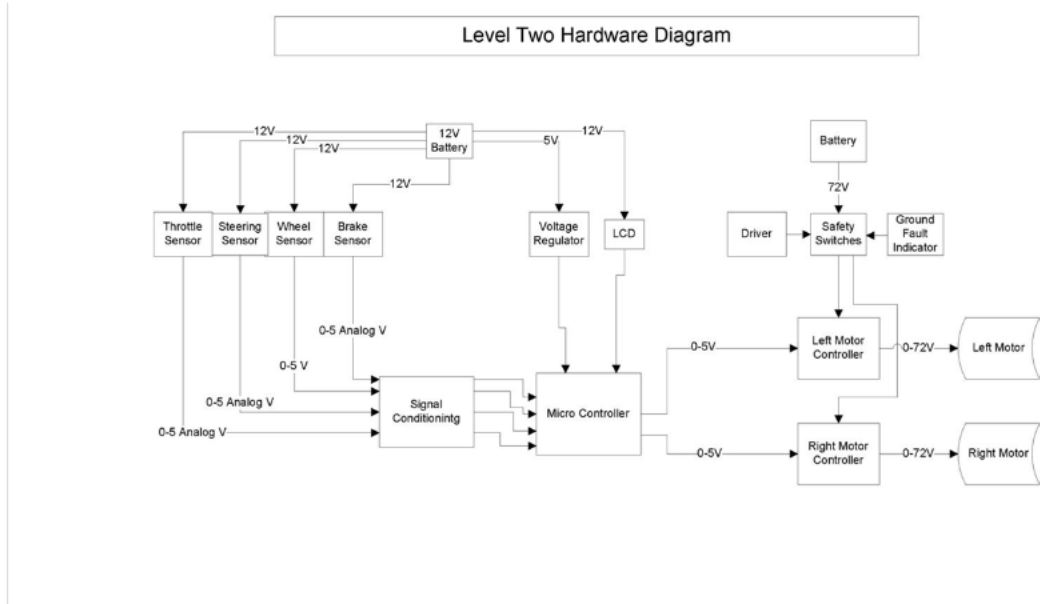 Level Two Hardware Diagram
12V
Battery
12V
12V
12V
12V
5V
12V
Battery
72V
Throttle
Sensor
Steering
Sensor
Wheel
Sensor
Brake
Sensor
Voltage
Regulator
LCD
Driver
Safety
Switches
Ground
Fault
Indicator
0-5 Analog V
0-5 V
0-5 Analog V
0-5 Analog V
Signal
Conditionintg
Micro Controller
0-5V
0-5V
Left Motor
Controller
0-72V
Left Motor
Right Motor
Controller
0-72V
Right Motor